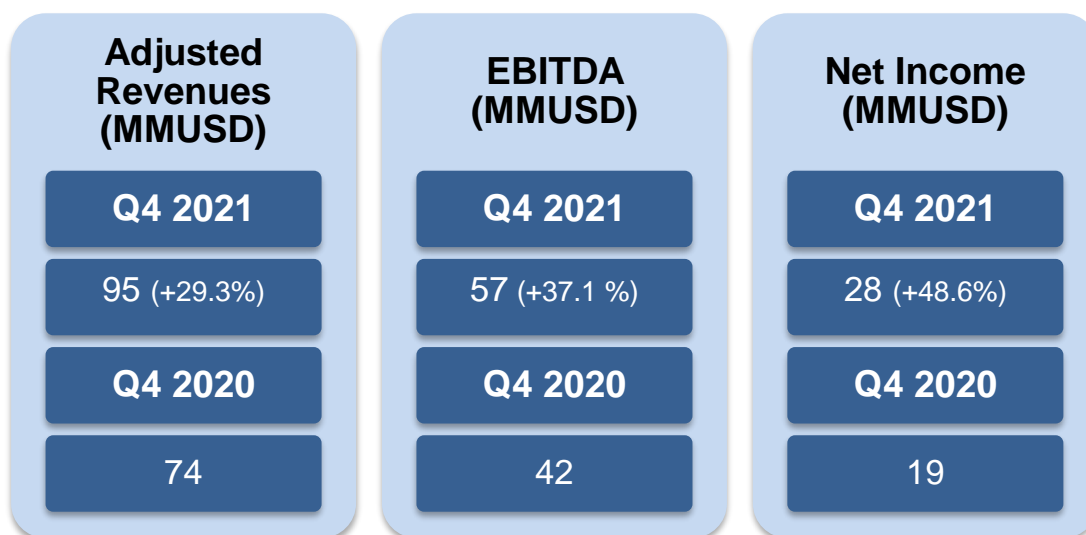 Adjusted
Revenues
(MMUSD)
Q4 2021
95 (+29.3%)
Q4 2020
74
EBITDA
(MMUSD)
Q4 2021
57 (+37.1 %)
Q4 2020
42
Net Income
(MMUSD)
Q4 2021
28 (+48.6%)
Q4 2020
19